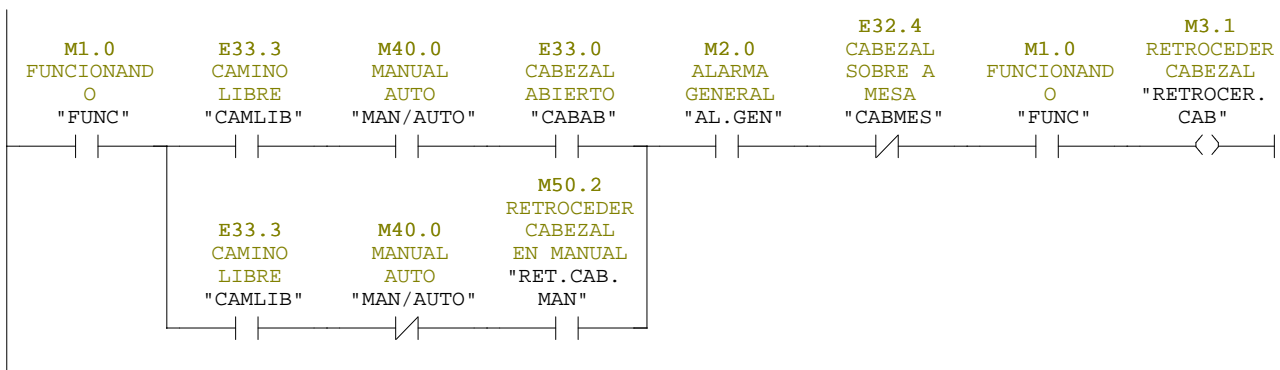 M1.0
FUNCIONAND
O
"FUNC"
E33.3
CAMINO
LIBRE
"CAMLIB"
M40.0
MANUAL
AUTO
"MAN/AUTO"
E33.0
CABEZAL
ABIERTO
"CABAB"
M2.0
ALARMA
GENERAL
"AL.GEN"
E32.4
CABEZAL
SOBRE A
MESA
"CABMES"
M1.0
FUNCIONAND
O
"FUNC"
M3.1
RETROCEDER
CABEZAL
"RETROCER.
CAB"
E33.3
CAMINO
LIBRE
"CAMLIB"
M40.0
MANUAL
AUTO
"MAN/AUTO"
M50.2
RETROCEDER
CABEZAL
EN MANUAL
"RET.CAB.
MAN"